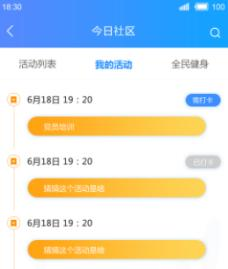 18:30
100
今日社区
活动列表 我的活动 全民健身
6月18日 19：20
我打卡
党员培训
6月18日 19：20
已打卡
猜猜这个活动是啥
6月18日 19：20
猜猜这个活动是啥